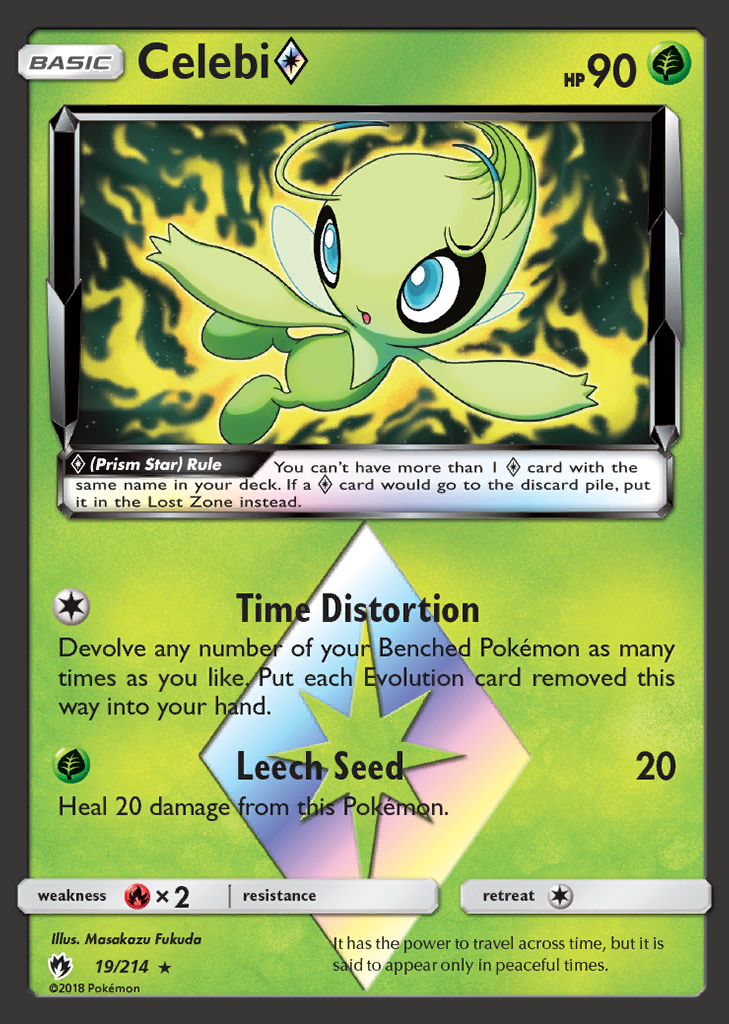 BASIC Celebi HP 90
(Prism Star) Rule You can't have more than 1 card with the
same name in your deck. If a card would go to the discard pile, put
it in the Lost Zone instead.
Time Distortion
Devolve any number of your Benched Pokémon as many
times as you like. Put each Evolution card removed this
way into your hand.
Leech Seed 20
Heal 20 damage from this Pokémon.
weakness ×2 resistance retreat
Illus. Masakazu Fukuda
19/214 ★
©2018 Pokémon
It has the power to travel across time, but it is
said to appear only in peaceful times.